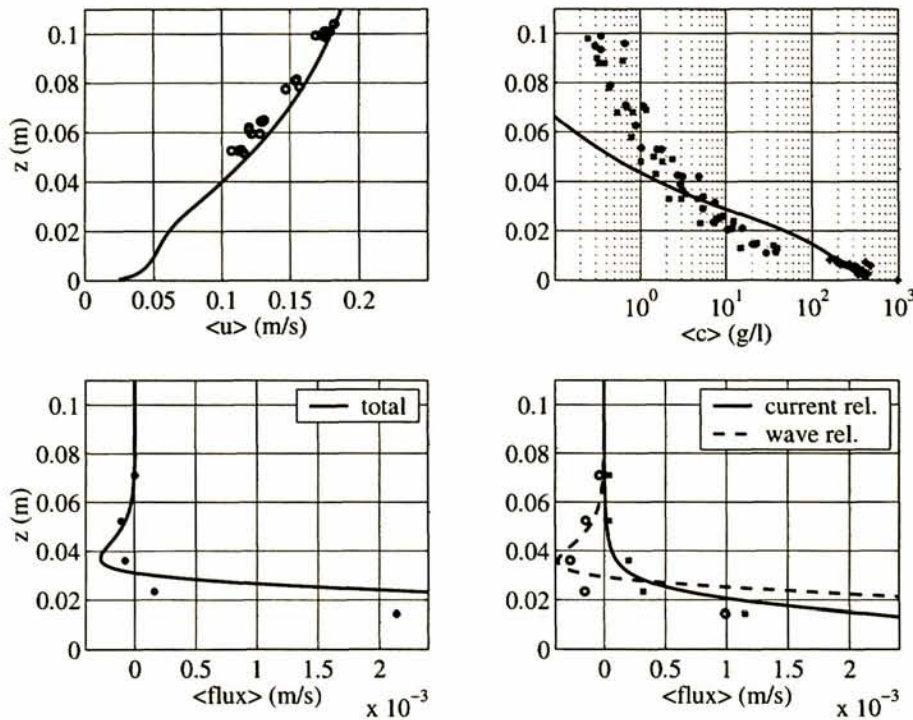 0.1
0.08
0.06
0.04
0.02
0
z (m)
0 0.05 0.1 0.15 0.2
<u> (m/s)
0.1
0.08
0.06
0.04
0.02
0
10^0 10^1 10^2 10^3
<c> (g/l)
0.1
0.08
0.06
0.04
0.02
0
z (m)
total
0 0.5 1 1.5 2
<flux> (m/s)
x 10^-3
0.1
0.08
0.06
0.04
0.02
0
current rel.
wave rel.
0 0.5 1 1.5 2
<flux> (m/s)
x 10^-3